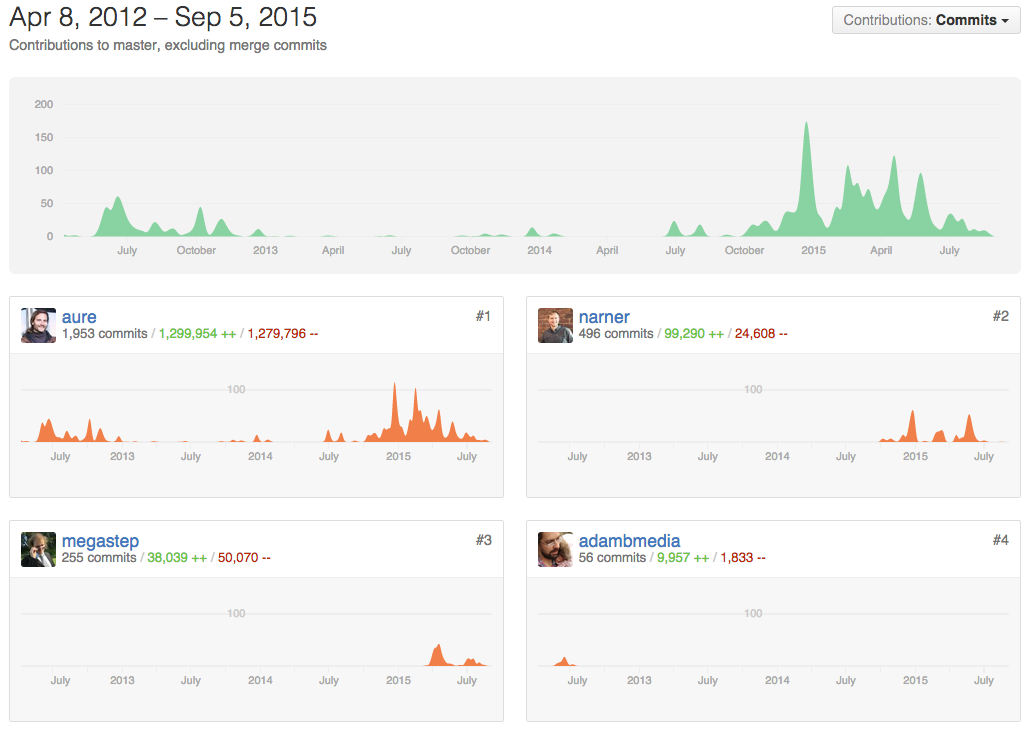 Apr 8, 2012 – Sep 5, 2015
Contributions: Commits
Contributions to master, excluding merge commits
200
150
100
50
0
July October 2013 April July October 2014 April July October 2015 April July
aure #1
1,953 commits / 1,299,954 ++ / 1,279,796 --
100
July 2013 July 2014 July 2015 July
narner #2
496 commits / 99,290 ++ / 24,608 --
100
July 2013 July 2014 July 2015 July
megastep #3
255 commits / 38,039 ++ / 50,070 --
100
July 2013 July 2014 July 2015 July
adambmedia #4
56 commits / 9,957 ++ / 1,833 --
100
July 2013 July 2014 July 2015 July